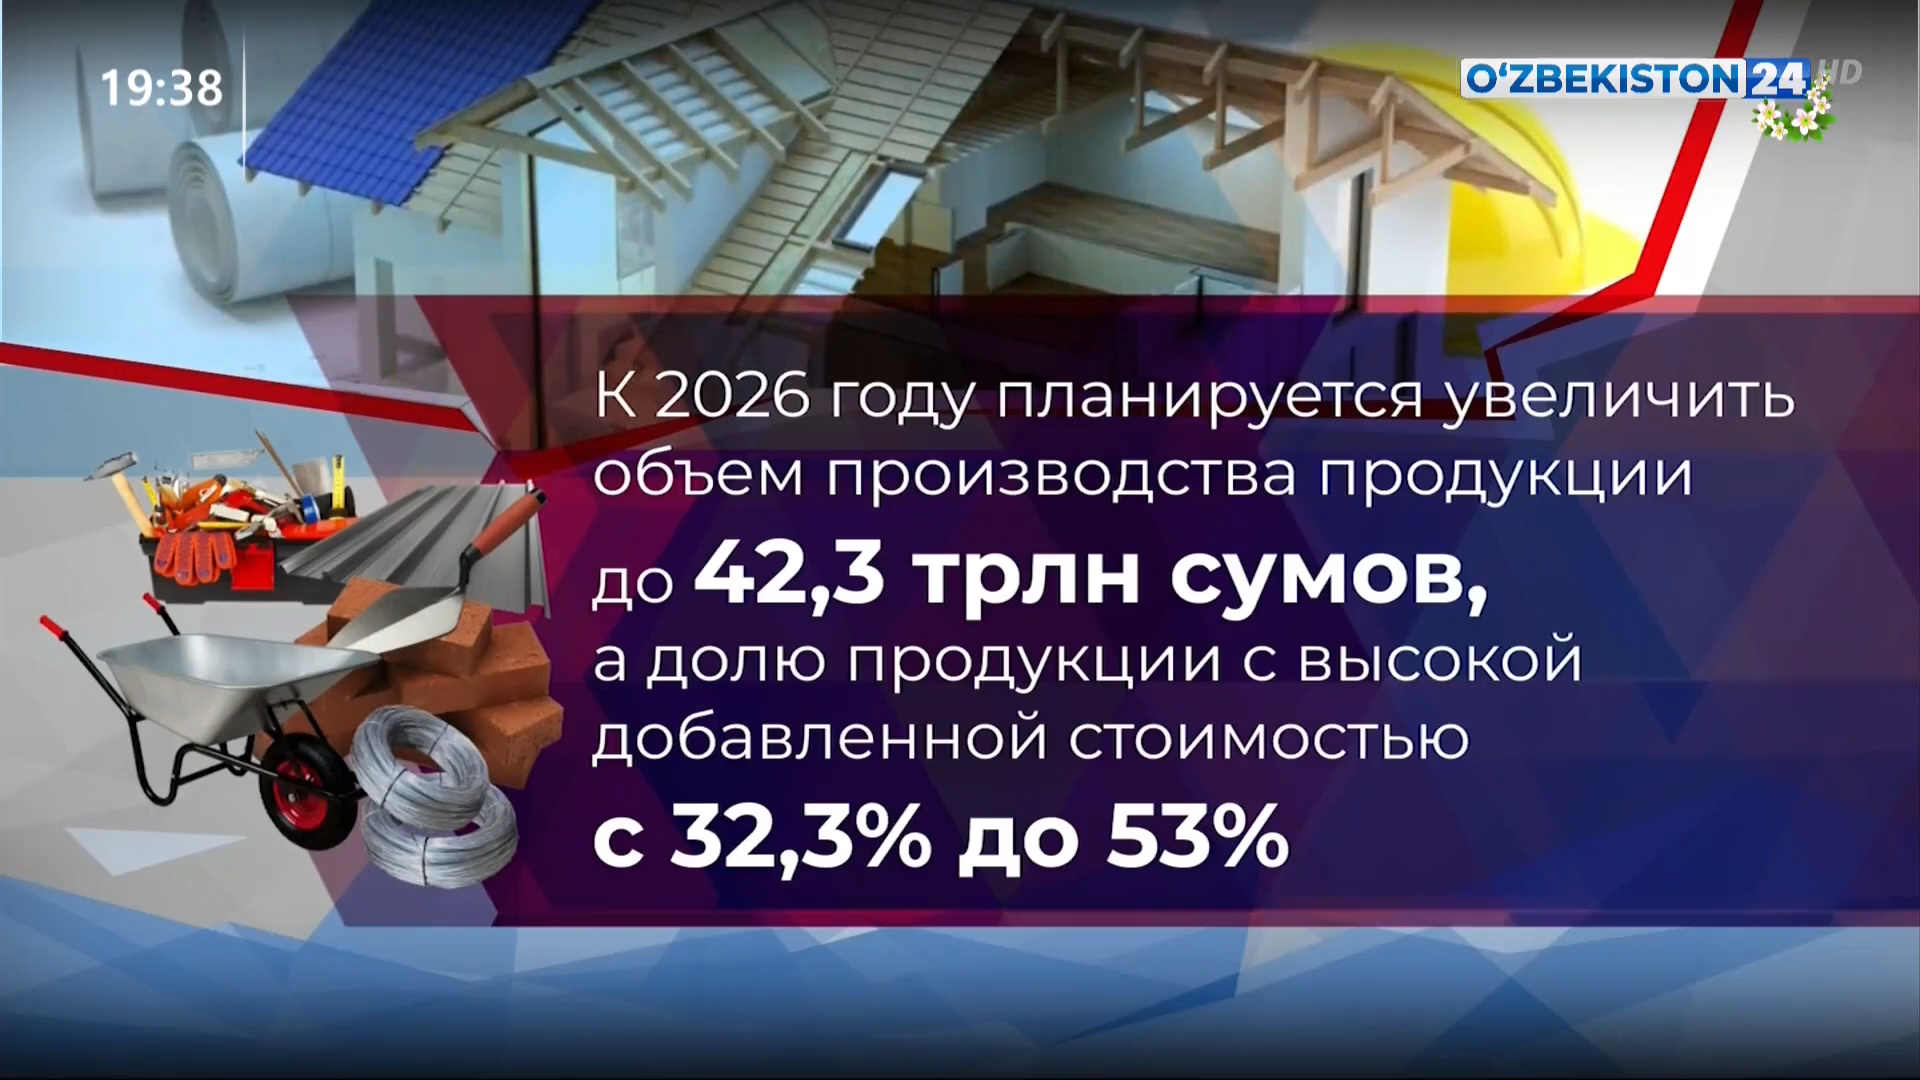 19:38
O‘ZBEKISTON 24 HD
К 2026 году планируется увеличить
объем производства продукции
до 42,3 трлн сумов,
а долю продукции с высокой
добавленной стоимостью
с 32,3% до 53%